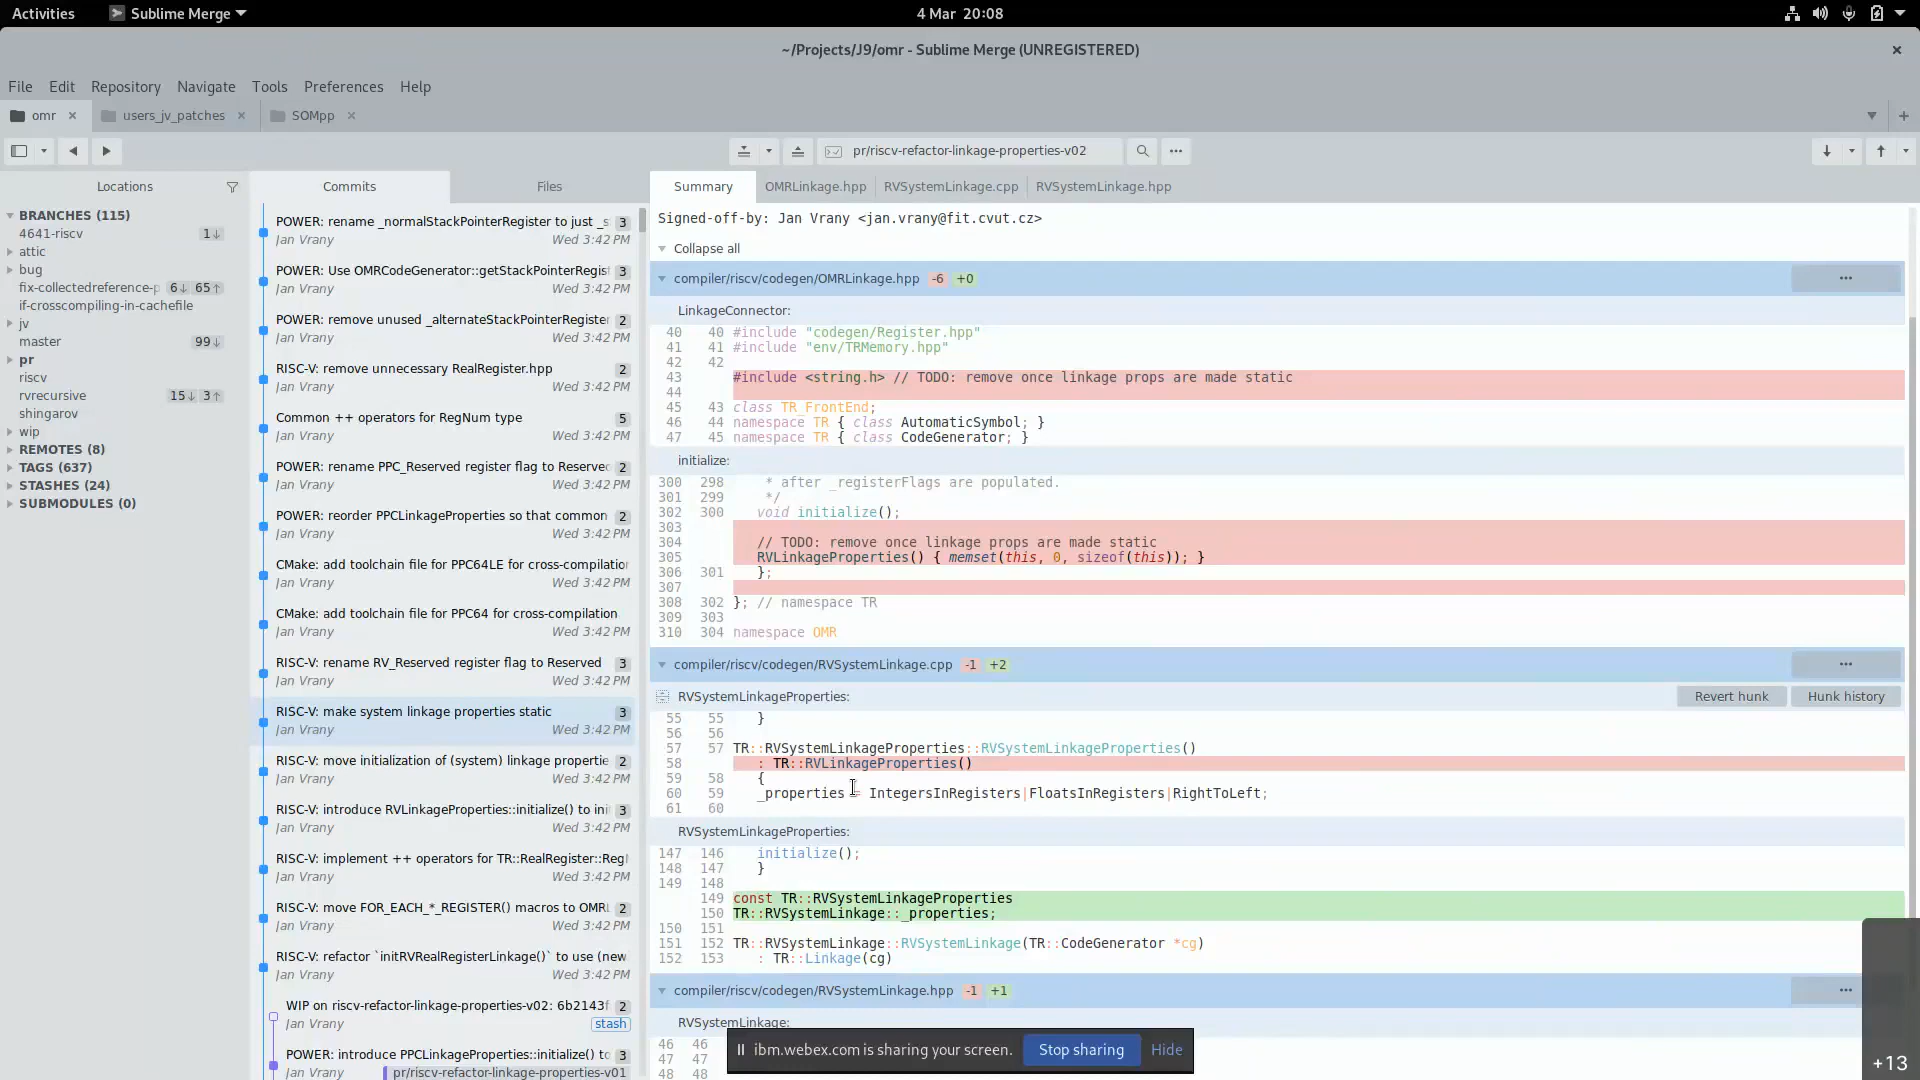 Activities
Sublime Merge
4 Mar 20:08
~/Projects/J9/omr - Sublime Merge (UNREGISTERED)
File Edit Repository Navigate Tools Preferences Help
omr
users_jv_patches
SOMpp
pr/riscv-refactor-linkage-properties-v02
Locations
BRANCHES (115)
4641-riscv 1↓
attic
bug
fix-collectedreference-p 6↓ 65↑
if-crosscompiling-in-cachefile
jv
master 99↓
pr
riscv
rvrecursive 15↓ 3↑
shingarov
wip
REMOTES (8)
TAGS (637)
STASHES (24)
SUBMODULES (0)
Commits
Files
POWER: rename _normalStackPointerRegister to just _s 3
Jan Vrany Wed 3:42 PM
POWER: Use OMRCodeGenerator::getStackPointerRegist 3
Jan Vrany Wed 3:42 PM
POWER: remove unused _alternateStackPointerRegister 2
Jan Vrany Wed 3:42 PM
RISC-V: remove unnecessary RealRegister.hpp 2
Jan Vrany Wed 3:42 PM
Common ++ operators for RegNum type 5
Jan Vrany Wed 3:42 PM
POWER: rename PPC_Reserved register flag to Reserve 2
Jan Vrany Wed 3:42 PM
POWER: reorder PPCLinkageProperties so that common 2
Jan Vrany Wed 3:42 PM
CMake: add toolchain file for PPC64LE for cross-compilatio
Jan Vrany Wed 3:42 PM
CMake: add toolchain file for PPC64 for cross-compilation
Jan Vrany Wed 3:42 PM
RISC-V: rename RV_Reserved register flag to Reserved 3
Jan Vrany Wed 3:42 PM
RISC-V: make system linkage properties static 3
Jan Vrany Wed 3:42 PM
RISC-V: move initialization of (system) linkage propertie 2
Jan Vrany Wed 3:42 PM
RISC-V: introduce RVLinkageProperties::initialize() to ini 3
Jan Vrany Wed 3:42 PM
RISC-V: implement ++ operators for TR::RealRegister::Reg
Jan Vrany Wed 3:42 PM
RISC-V: move FOR_EACH_*_REGISTER() macros to OMRL 2
Jan Vrany Wed 3:42 PM
RISC-V: refactor `initRVRealRegisterLinkage()` to use (new
Jan Vrany Wed 3:42 PM
WIP on riscv-refactor-linkage-properties-v02: 6b2143f 2
Jan Vrany stash
POWER: introduce PPCLinkageProperties::initialize() to 3
Jan Vrany pr/riscv-refactor-linkage-properties-v01
Summary OMRLinkage.hpp RVSystemLinkage.cpp RVSystemLinkage.hpp
Signed-off-by: Jan Vrany <jan.vrany@fit.cvut.cz>
Collapse all
compiler/riscv/codegen/OMRLinkage.hpp -6 +0 •••
LinkageConnector:
40 40 #include "codegen/Register.hpp"
41 41 #include "env/TRMemory.hpp"
42 42
43 #include <string.h> // TODO: remove once linkage props are made static
44
45 43 class TR_FrontEnd;
46 44 namespace TR { class AutomaticSymbol; }
47 45 namespace TR { class CodeGenerator; }
initialize:
300 298 * after _registerFlags are populated.
301 299 */
302 300 void initialize();
303
304 // TODO: remove once linkage props are made static
305 RVLinkageProperties() { memset(this, 0, sizeof(this)); }
306 301 };
307
308 302 }; // namespace TR
309 303
310 304 namespace OMR
compiler/riscv/codegen/RVSystemLinkage.cpp -1 +2 •••
RVSystemLinkageProperties: Revert hunk Hunk history
55 55 }
56 56
57 57 TR::RVSystemLinkageProperties::RVSystemLinkageProperties()
58 : TR::RVLinkageProperties()
59 58 {
60 59 _properties = IntegersInRegisters|FloatsInRegisters|RightToLeft;
61 60
RVSystemLinkageProperties:
147 146 initialize();
148 147 }
149 148
149 const TR::RVSystemLinkageProperties
150 TR::RVSystemLinkage::_properties;
150 151
151 152 TR::RVSystemLinkage::RVSystemLinkage(TR::CodeGenerator *cg)
152 153 : TR::Linkage(cg)
compiler/riscv/codegen/RVSystemLinkage.hpp -1 +1 •••
RVSystemLinkage:
46 46
47 47
48 48
ibm.webex.com is sharing your screen. Stop sharing Hide
+13